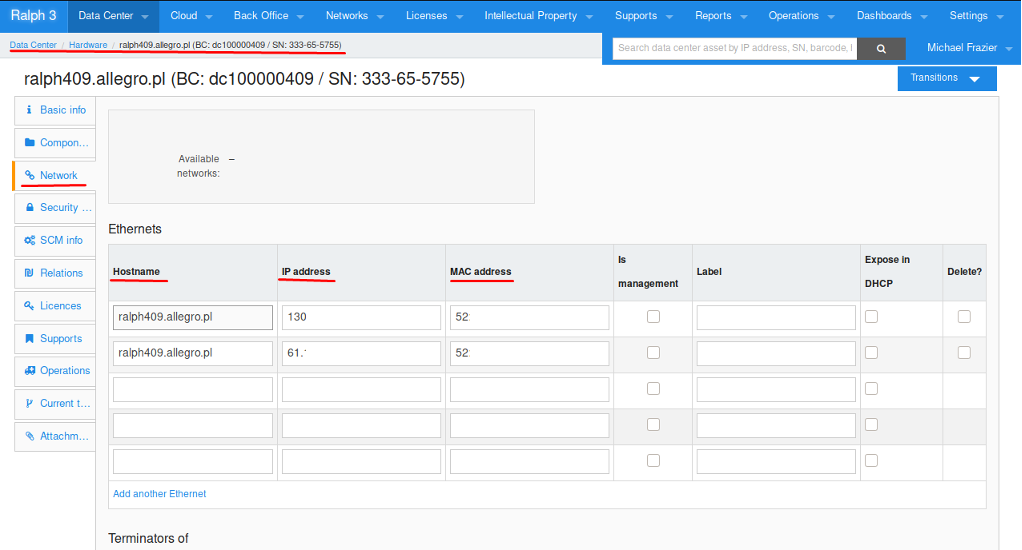 Ralph 3 Data Center Cloud Back Office Networks Licenses Intellectual Property Supports Reports Operations Dashboards Settings
Data Center / Hardware / ralph409.allegro.pl (BC: dc100000409 / SN: 333-65-5755)
Search data center asset by IP address, SN, barcode, Michael Frazier
ralph409.allegro.pl (BC: dc100000409 / SN: 333-65-5755)
Transitions
Basic info
Compon...
Network
Security ...
SCM info
Relations
Licences
Supports
Operations
Current t...
Attachm...
Available –
networks:
Ethernets
Hostname IP address MAC address Is management Label Expose in DHCP Delete?
ralph409.allegro.pl 130 52
ralph409.allegro.pl 61. 52
Add another Ethernet
Terminators of